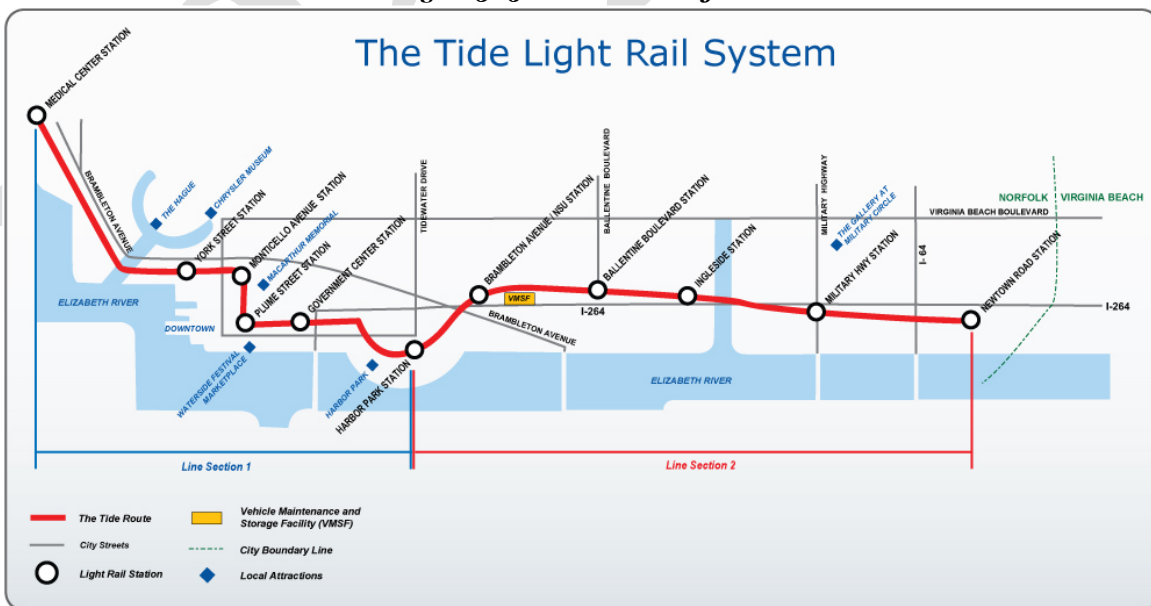 The Tide Light Rail System
MEDICAL CENTER STATION
BRAMBLETON AVENUE
THE HAGUE
CHRYSLER MUSEUM
YORK STREET STATION
MONTICELLO AVENUE STATION
MACARTHUR MEMORIAL
PLUME STREET STATION
GOVERNMENT CENTER STATION
TIDEWATER DRIVE
BRAMBLETON AVENUE / NSU STATION
BALLENTINE BOULEVARD
BALLENTINE BOULEVARD STATION
INGLESIDE STATION
MILITARY HIGHWAY
THE GALLERY AT
MILITARY CIRCLE
MILITARY HWY STATION
I- 64
NORFOLK
VIRGINIA BEACH
VIRGINIA BEACH BOULEVARD
NEWTOWN ROAD STATION
ELIZABETH RIVER
DOWNTOWN
VMSF
I-264
I-264
BRAMBLETON AVENUE
WATERSIDE FESTIVAL
MARKETPLACE
HARBOR PARK
HARBOR PARK STATION
ELIZABETH RIVER
Line Section 1
Line Section 2
The Tide Route
Vehicle Maintenance and
Storage Facility (VMSF)
City Streets
City Boundary Line
Light Rail Station
Local Attractions